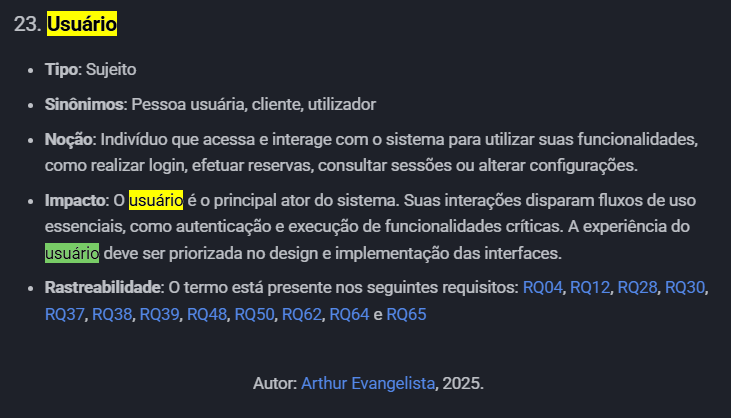 23. Usuário
• Tipo: Sujeito
• Sinônimos: Pessoa usuária, cliente, utilizador
• Noção: Indivíduo que acessa e interage com o sistema para utilizar suas funcionalidades,
como realizar login, efetuar reservas, consultar sessões ou alterar configurações.
• Impacto: O usuário é o principal ator do sistema. Suas interações disparam fluxos de uso
essenciais, como autenticação e execução de funcionalidades críticas. A experiência do
usuário deve ser priorizada no design e implementação das interfaces.
• Rastreabilidade: O termo está presente nos seguintes requisitos: RQ04, RQ12, RQ28, RQ30,
RQ37, RQ38, RQ39, RQ48, RQ50, RQ62, RQ64 e RQ65
Autor: Arthur Evangelista, 2025.